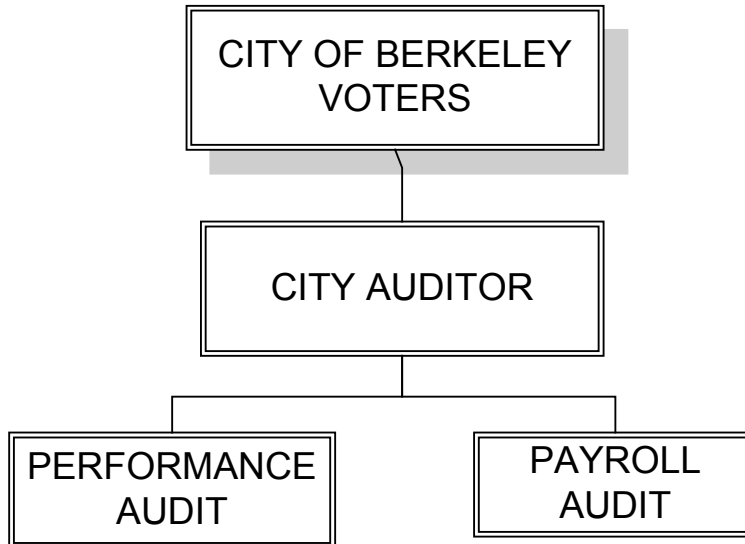 CITY OF BERKELEY
VOTERS
CITY AUDITOR
PERFORMANCE
AUDIT
PAYROLL
AUDIT